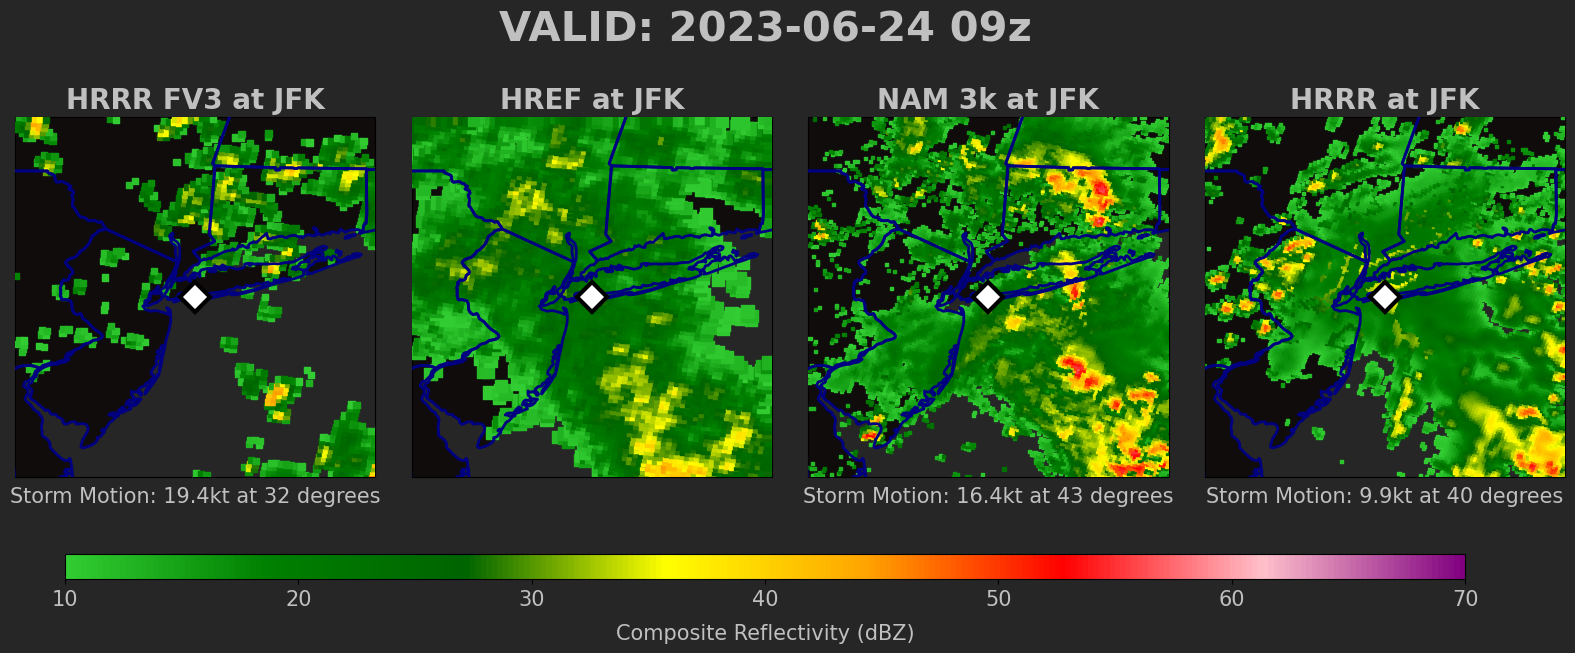 VALID: 2023-06-24 09z
HRRR FV3 at JFK
HREF at JFK
NAM 3k at JFK
HRRR at JFK
Storm Motion: 19.4kt at 32 degrees
Storm Motion: 16.4kt at 43 degrees
Storm Motion: 9.9kt at 40 degrees
10 20 30 40 50 60 70
Composite Reflectivity (dBZ)